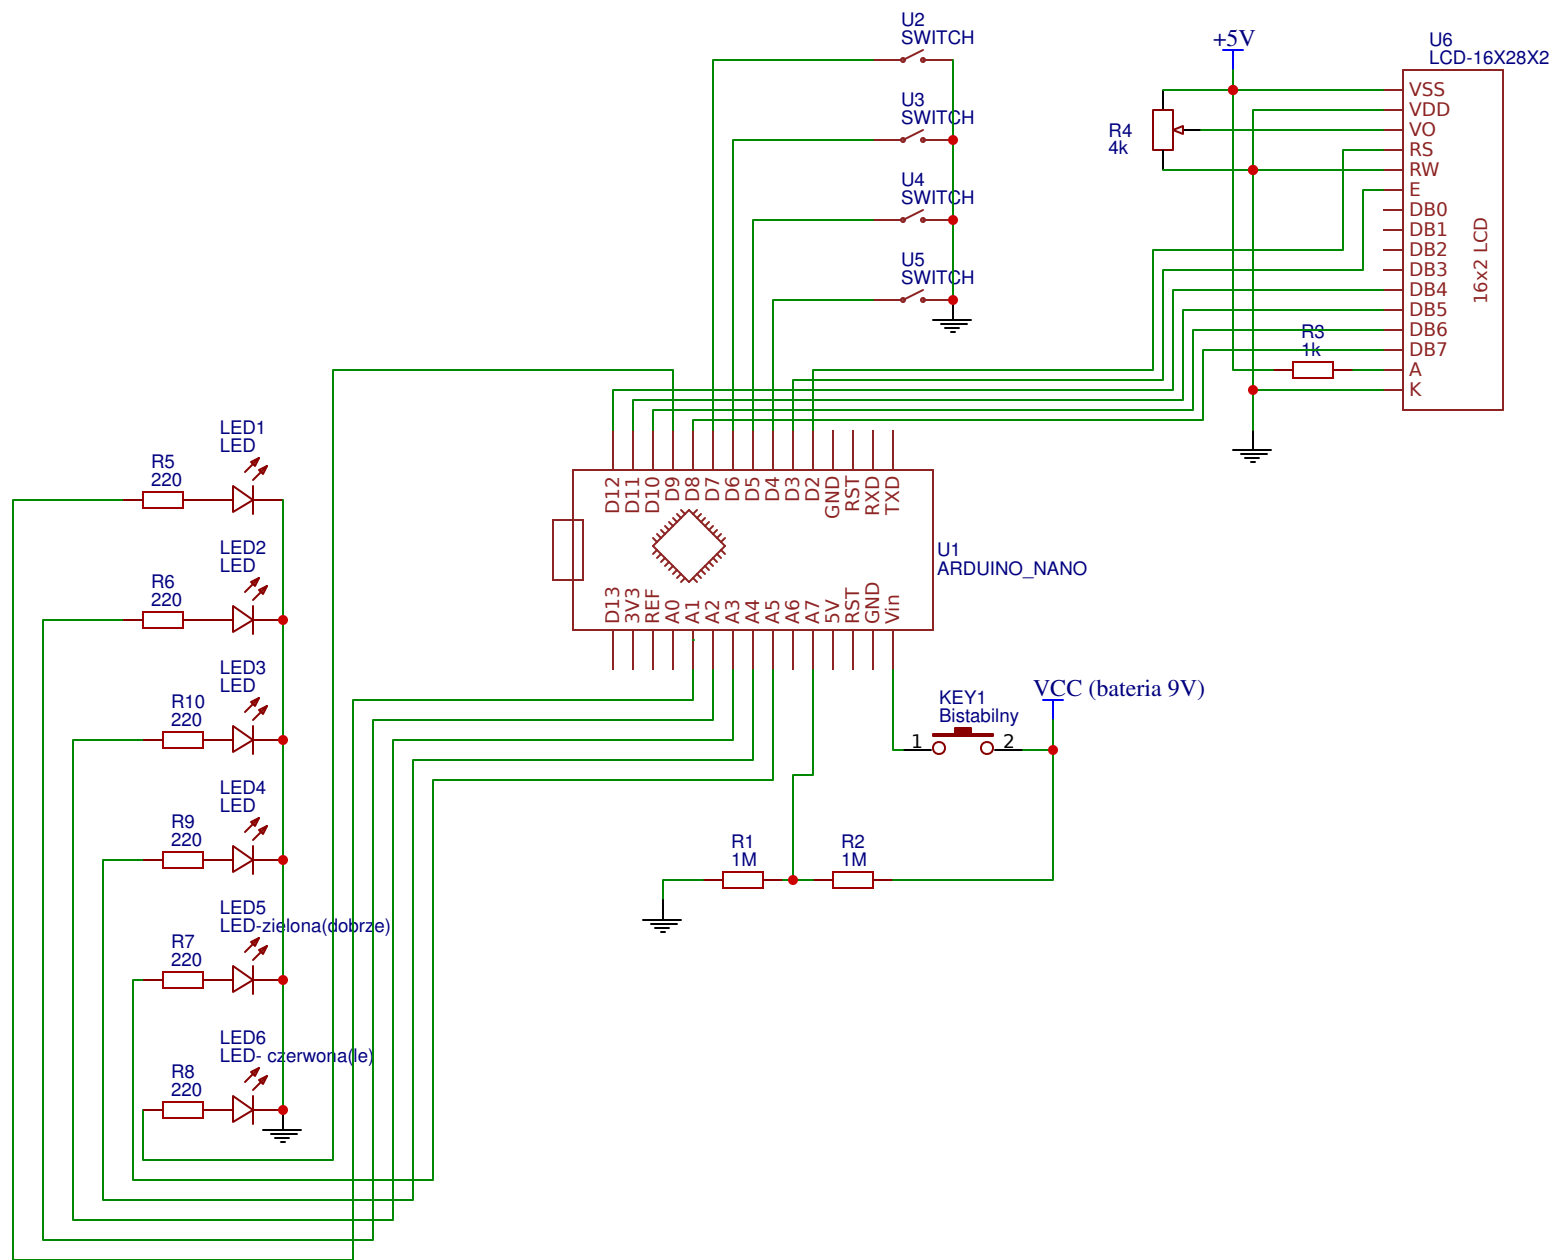 U2
SWITCH
U3
SWITCH
U4
SWITCH
U5
SWITCH
+5V
U6
LCD-16X28X2
R4
4k
VSS
VDD
VO
RS
RW
E
DB0
DB1
DB2
DB3
DB4
DB5
DB6
DB7
A
K
16x2 LCD
R3
1k
D12
D11
D10
D9
D8
D7
D6
D5
D4
D3
D2
GND
RST
RXD
TXD
U1
ARDUINO_NANO
D13
3V3
REF
A0
A1
A2
A3
A4
A5
A6
A7
5V
RST
GND
Vin
LED1
LED
R5
220
LED2
LED
R6
220
LED3
LED
R10
220
LED4
LED
R9
220
LED5
LED-zielona(dobrze)
R7
220
LED6
LED- czerwona(le)
R8
220
KEY1
Bistabilny
1
2
VCC (bateria 9V)
R1
1M
R2
1M